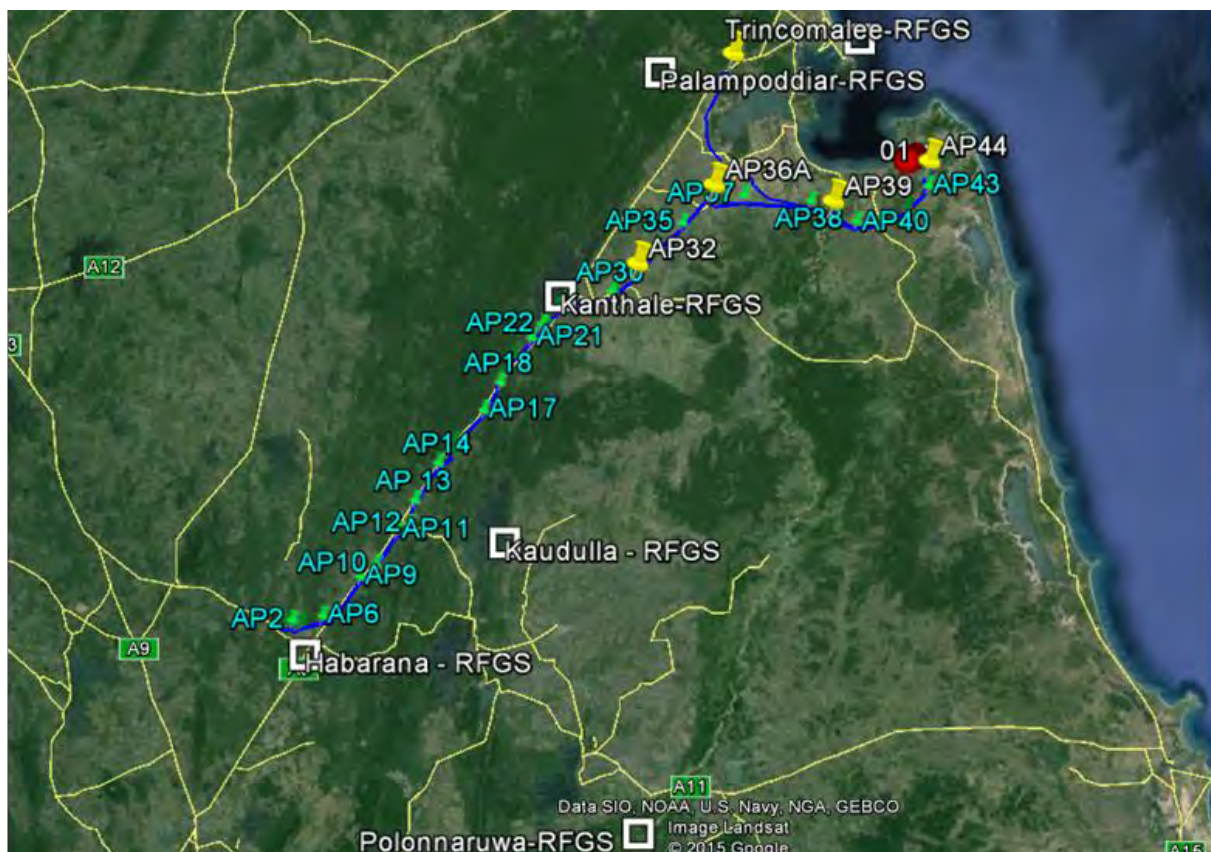 Trincomalee-RFGS
Palampoddiar-RFGS
01
AP44
AP36A
AP43
AP37
AP39
AP35
AP38
AP40
AP32
A12
AP30
Kanthale-RFGS
AP22
AP21
3
AP18
AP17
AP14
AP 13
AP12
AP11
Kaudulla - RFGS
AP10
AP9
AP2
AP6
A9
Habarana - RFGS
A11
Data SIO, NOAA, U.S. Navy, NGA, GEBCO
Image Landsat
Polonnaruwa-RFGS
© 2015 Google
A15